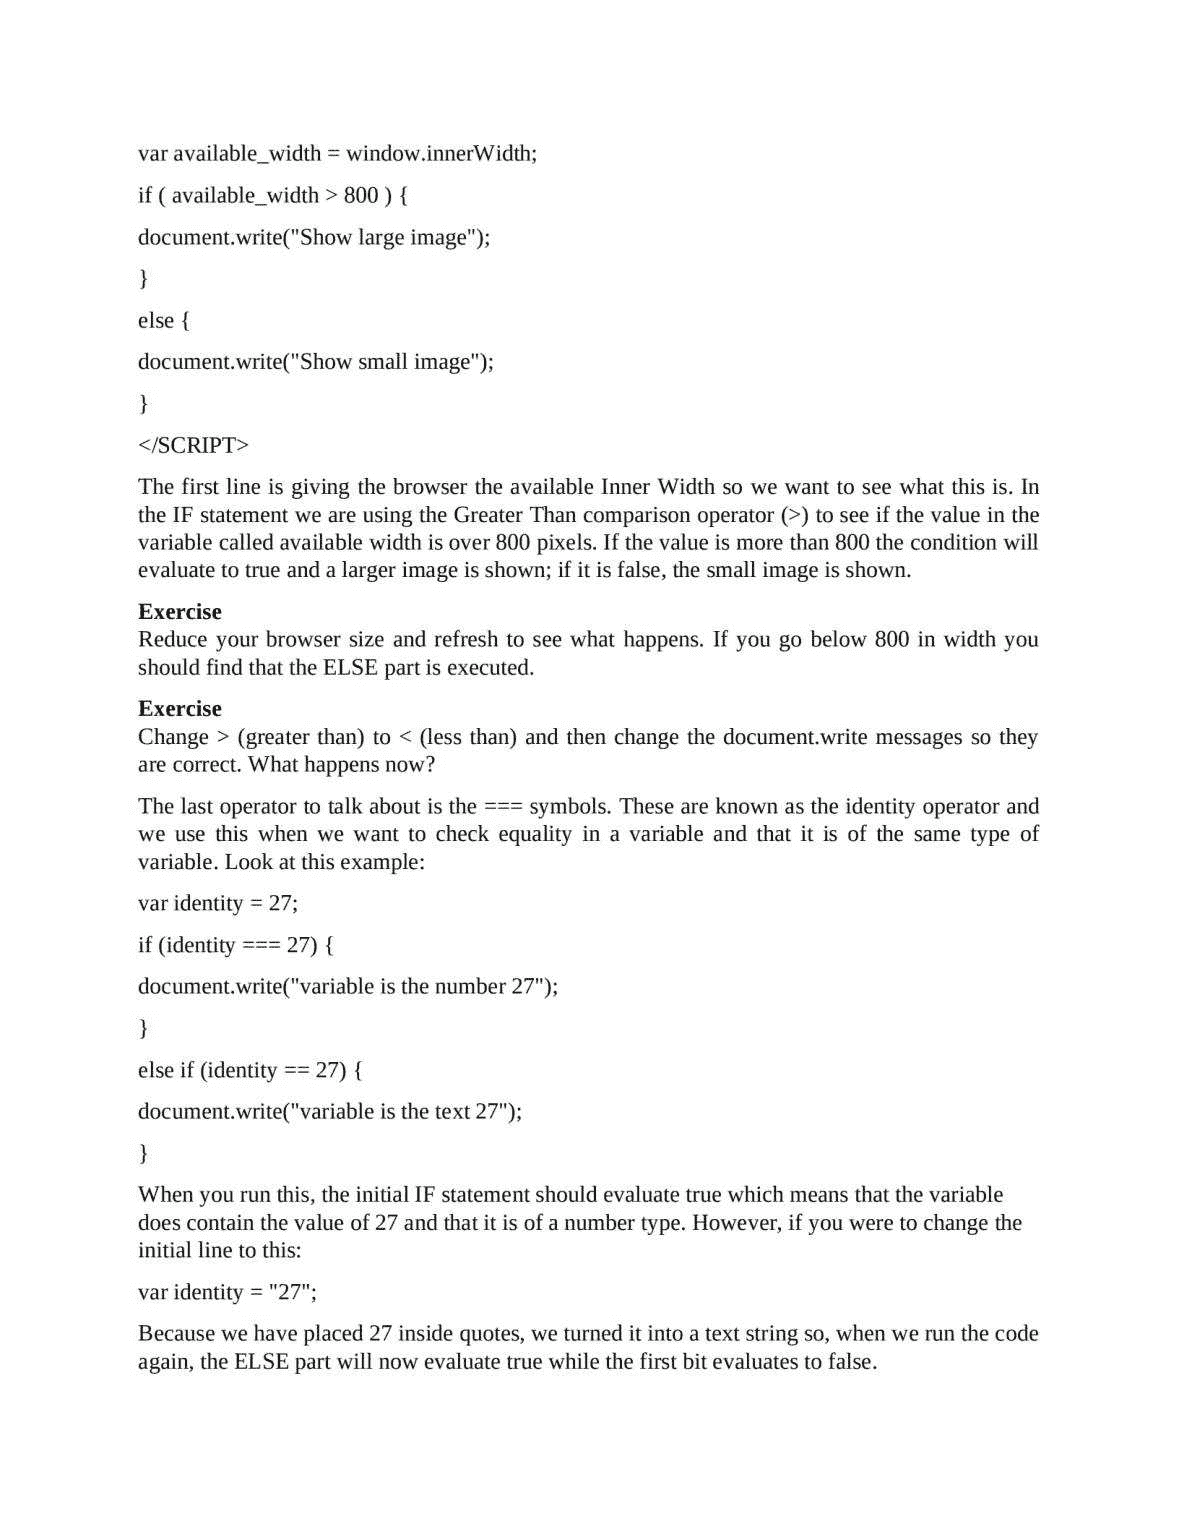 var available_width = window.innerWidth;
if ( available_width > 800 ) {
document.write("Show large image");
}
else {
document.write("Show small image");
}
</SCRIPT>
The first line is giving the browser the available Inner Width so we want to see what this is. In
the IF statement we are using the Greater Than comparison operator (>) to see if the value in the
variable called available width is over 800 pixels. If the value is more than 800 the condition will
evaluate to true and a larger image is shown; if it is false, the small image is shown.
Exercise
Reduce your browser size and refresh to see what happens. If you go below 800 in width you
should find that the ELSE part is executed.
Exercise
Change > (greater than) to < (less than) and then change the document.write messages so they
are correct. What happens now?
The last operator to talk about is the === symbols. These are known as the identity operator and
we use this when we want to check equality in a variable and that it is of the same type of
variable. Look at this example:
var identity = 27;
if (identity === 27) {
document.write("variable is the number 27");
}
else if (identity == 27) {
document.write("variable is the text 27");
}
When you run this, the initial IF statement should evaluate true which means that the variable
does contain the value of 27 and that it is of a number type. However, if you were to change the
initial line to this:
var identity = "27";
Because we have placed 27 inside quotes, we turned it into a text string so, when we run the code
again, the ELSE part will now evaluate true while the first bit evaluates to false.